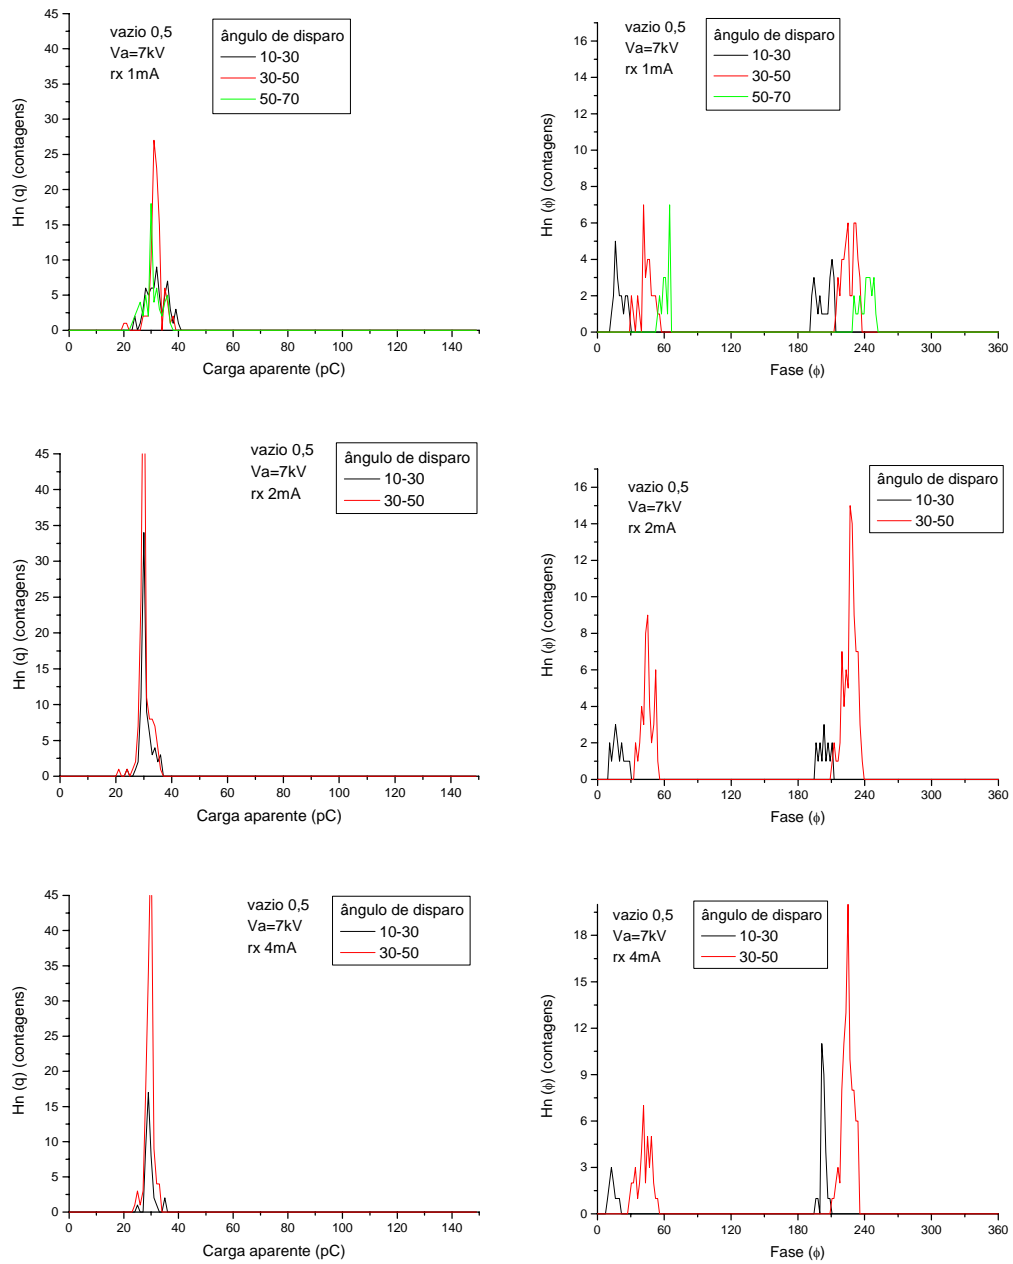 vazio 0,5
Va=7kV
rx 1mA
ângulo de disparo
10-30
30-50
50-70
Hn (q) (contagens)
45
40
35
30
25
20
15
10
5
0
0 20 40 60 80 100 120 140
Carga aparente (pC)
vazio 0,5
Va=7kV
rx 1mA
ângulo de disparo
10-30
30-50
50-70
Hn (ϕ) (contagens)
16
14
12
10
8
6
4
2
0
0 60 120 180 240 300 360
Fase (ϕ)
vazio 0,5
Va=7kV
rx 2mA
ângulo de disparo
10-30
30-50
Hn (q) (contagens)
45
40
35
30
25
20
15
10
5
0
0 20 40 60 80 100 120 140
Carga aparente (pC)
vazio 0,5
Va=7kV
rx 2mA
ângulo de disparo
10-30
30-50
Hn (ϕ) (contagens)
16
14
12
10
8
6
4
2
0
0 60 120 180 240 300 360
Fase (ϕ)
vazio 0,5
Va=7kV
rx 4mA
ângulo de disparo
10-30
30-50
Hn (q) (contagens)
45
40
35
30
25
20
15
10
5
0
0 20 40 60 80 100 120 140
Carga aparente (pC)
vazio 0,5
Va=7kV
rx 4mA
ângulo de disparo
10-30
30-50
Hn (ϕ) (contagens)
18
15
12
9
6
3
0
0 60 120 180 240 300 360
Fase (ϕ)